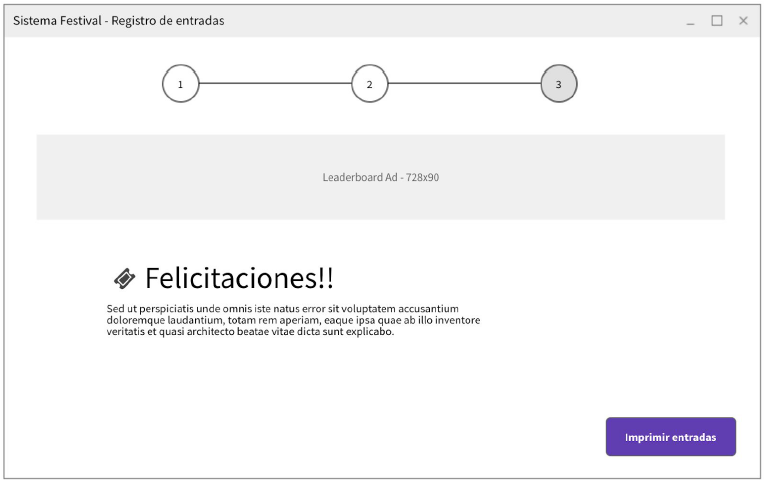 Sistema Festival - Registro de entradas
1
2
3
Leaderboard Ad - 728x90
Felicitaciones!!
Sed ut perspiciatis unde omnis iste natus error sit voluptatem accusantium
doloremque laudantium, totam rem aperiam, eaque ipsa quae ab illo inventore
veritatis et quasi architecto beatae vitae dicta sunt explicabo.
Imprimir entradas